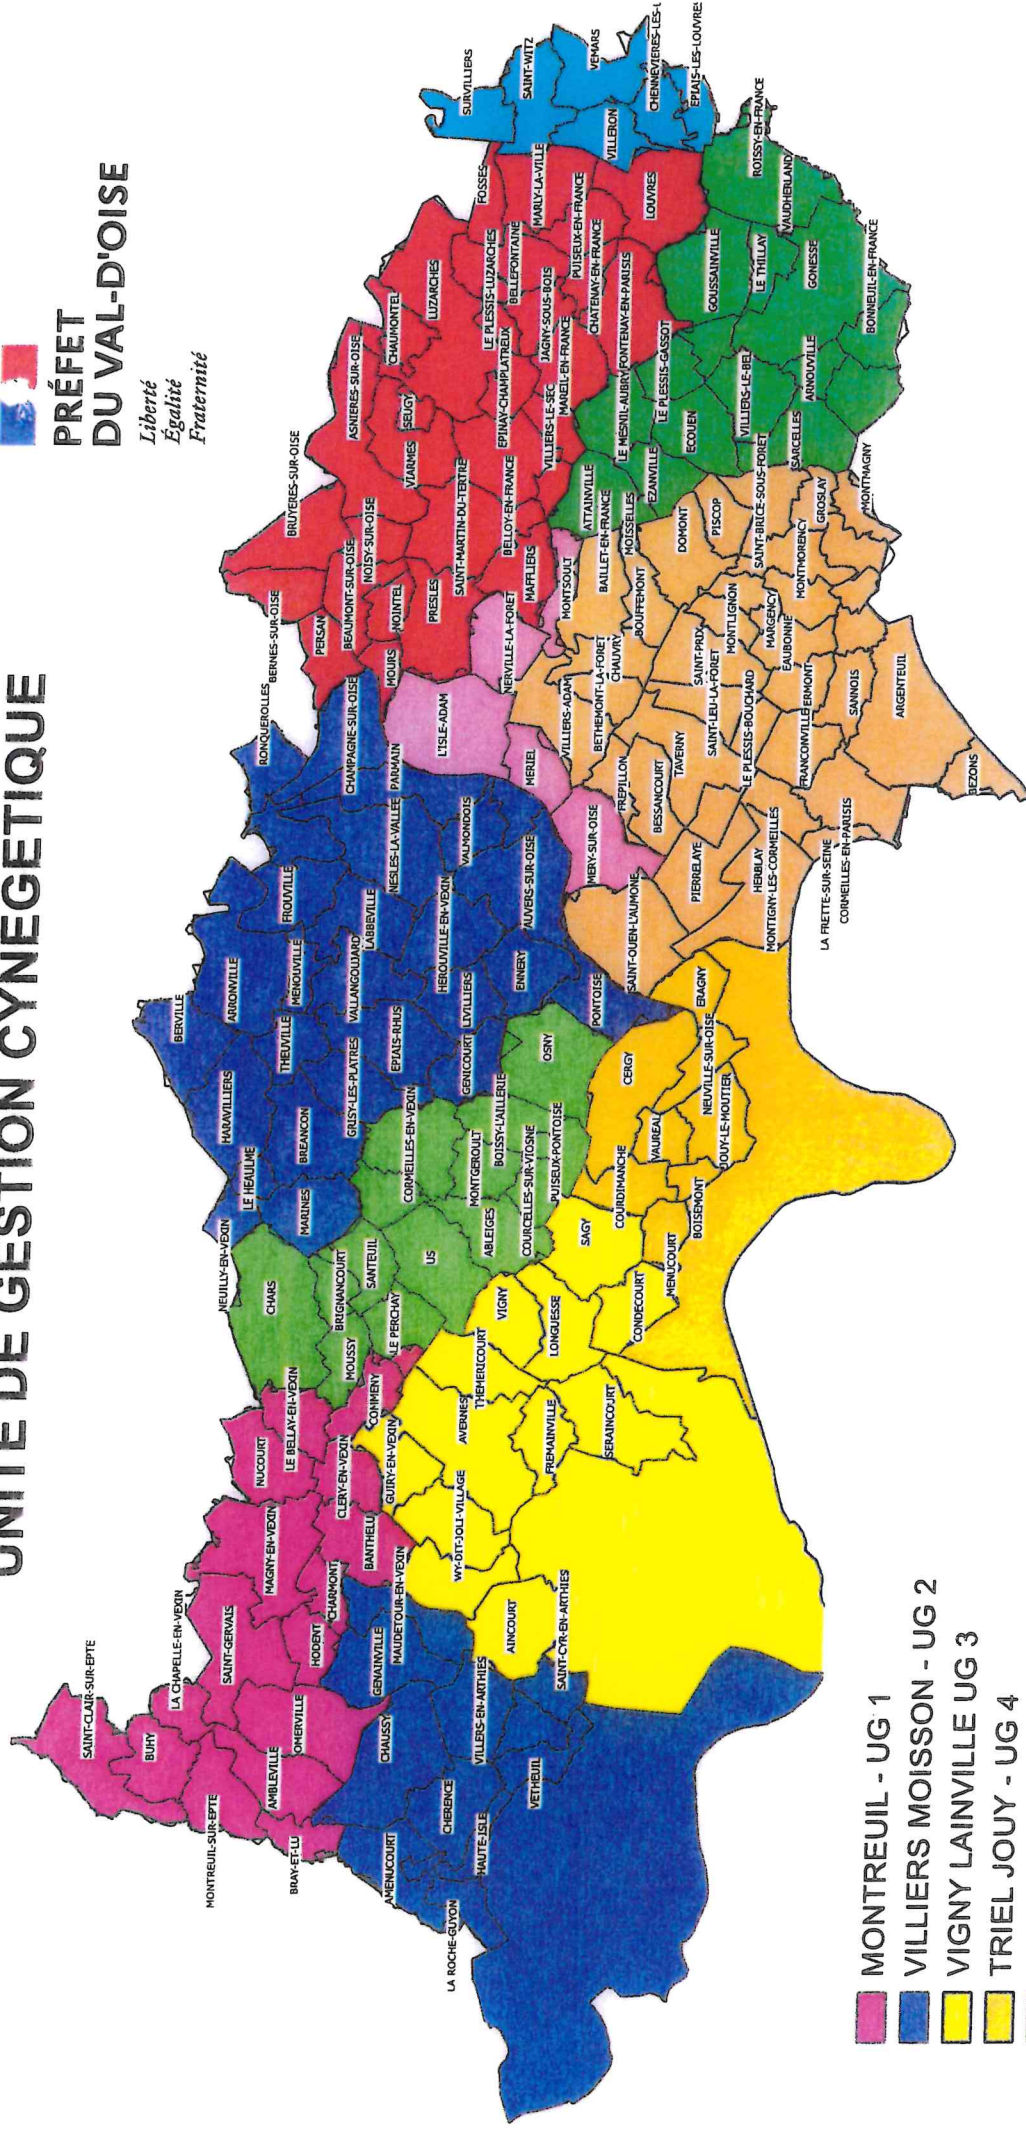 UNITE DE GESTION CYNEGETIQUE
PRÉFET
DU VAL-D'OISE
Liberté
Égalité
Fraternité
SAINT-CLAIR-SUR-EPTE
BUHY
LA CHAPELLE-EN-VEXIN
MONTREUIL-SUR-EPTE
SAINT-GERVAIS
AMBLEVILLE
OMERVILLE
BRAY-ET-LU
HODENT
CHARMONT
MAGNY-EN-VEXIN
NUCOURT
LE BELLAY-EN-VEXIN
CLERY-EN-VEXIN
BANTHELU
COMMENY
GENAINVILLE
MAUDETOUR-EN-VEXIN
CHAUSSY
AMENUCOURT
CHERENCE
LA ROCHE-GUYON
HAUTE-ISLE
VILLERS-EN-ARTHIES
VETHEUIL
SAINT-CYR-EN-ARTHIES
AINCOURT
WY-DIT-JOLI-VILLAGE
GUIRY-EN-VEXIN
AVERNES
THEMERICOURT
FREMAINVILLE
SERAINCOURT
VIGNY
LONGUESSE
CONDECOURT
SAGY
NEUILLY-EN-VEXIN
CHARS
BRIGNANCOURT
SANTEUIL
MOUSSY
LE PERCHAY
US
ABLEIGES
COURCELLES-SUR-VIOSNE
MONTGEROULT
BOISSY-L'AILLERIE
PUISEUX-PONTOISE
CORMEILLES-EN-VEXIN
OSNY
MENUCOURT
BOISEMONT
COURDIMANCHE
VAUREAL
JOUY-LE-MOUTIER
NEUVILLE-SUR-OISE
CERGY
ERAGNY
BERVILLE
HARAVILLIERS
LE HEAULME
MARINES
BREANCON
ARRONVILLE
THEUVILLE
MENOUVILLE
GRISY-LES-PLATRES
VALLANGOUJARD
EPIAIS-RHUS
LABBEVILLE
FROUVILLE
NESLES-LA-VALLEE
HEROUVILLE-EN-VEXIN
GENICOURT
LIVILLIERS
ENNERY
PONTOISE
AUVERS-SUR-OISE
VALMONDOIS
PARMAIN
CHAMPAGNE-SUR-OISE
RONQUEROLLES
BERNES-SUR-OISE
BRUYERES-SUR-OISE
PERSAN
BEAUMONT-SUR-OISE
MOURS
NOINTEL
NOISY-SUR-OISE
PRESLES
SAINT-MARTIN-DU-TERTRE
ASNIERES-SUR-OISE
VIARMES
SEUGY
CHAUMONTEL
LUZARCHES
LE PLESSIS-LUZARCHES
BELLEFONTAINE
EPINAY-CHAMPLATREUX
JAGNY-SOUS-BOIS
MAREIL-EN-FRANCE
VILLIERS-LE-SEC
BELLOY-EN-FRANCE
MAFFLIERS
FOSSES
MARLY-LA-VILLE
PUISEUX-EN-FRANCE
CHATENAY-EN-FRANCE
FONTENAY-EN-PARISIS
LOUVRES
SURVILLIERS
SAINT-WITZ
VEMARS
VILLERON
CHENNEVIERES-LES-L
EPIAIS-LES-LOUVRES
L'ISLE-ADAM
NERVILLE-LA-FORET
MONTSOULT
MERIEL
MERY-SUR-OISE
ROISSY-EN-FRANCE
VAUDHERLAND
GOUSSAINVILLE
LE THILLAY
GONESSE
BONNEUIL-EN-FRANCE
ARNOUVILLE
VILLIERS-LE-BEL
SARCELLES
LE PLESSIS-GASSOT
LE MESNIL-AUBRY
ECOUEN
EZANVILLE
ATTAINVILLE
MOISSELLES
BAILLET-EN-FRANCE
BOUFFEMONT
DOMONT
PISCOP
SAINT-BRICE-SOUS-FORET
GROSLAY
MONTMAGNY
MONTMORENCY
MONTLIGNON
MARGENCY
EAUBONNE
ERMONT
SAINT-PRIX
SAINT-LEU-LA-FORET
LE PLESSIS-BOUCHARD
FRANCONVILLE
SANNOIS
ARGENTEUIL
BEZONS
VILLIERS-ADAM
BETHEMONT-LA-FORET
CHAUVRY
FREPILLON
BESSANCOURT
TAVERNY
PIERRELAYE
HERBLAY
MONTIGNY-LES-CORMEILLES
LA FRETTE-SUR-SEINE
CORMEILLES-EN-PARISIS
SAINT-OUEN-L'AUMONE
MONTREUIL - UG 1
VILLIERS MOISSON - UG 2
VIGNY LAINVILLE UG 3
TRIEL JOUY - UG 4